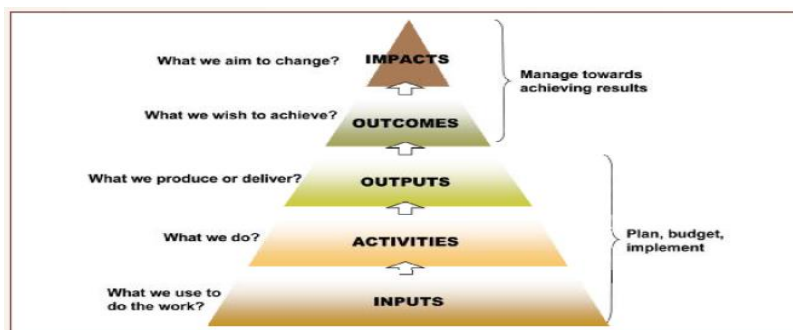 What we aim to change?
IMPACTS
Manage towards
achieving results
What we wish to achieve?
OUTCOMES
What we produce or deliver?
OUTPUTS
What we do?
ACTIVITIES
Plan, budget,
implement
What we use to
do the work?
INPUTS